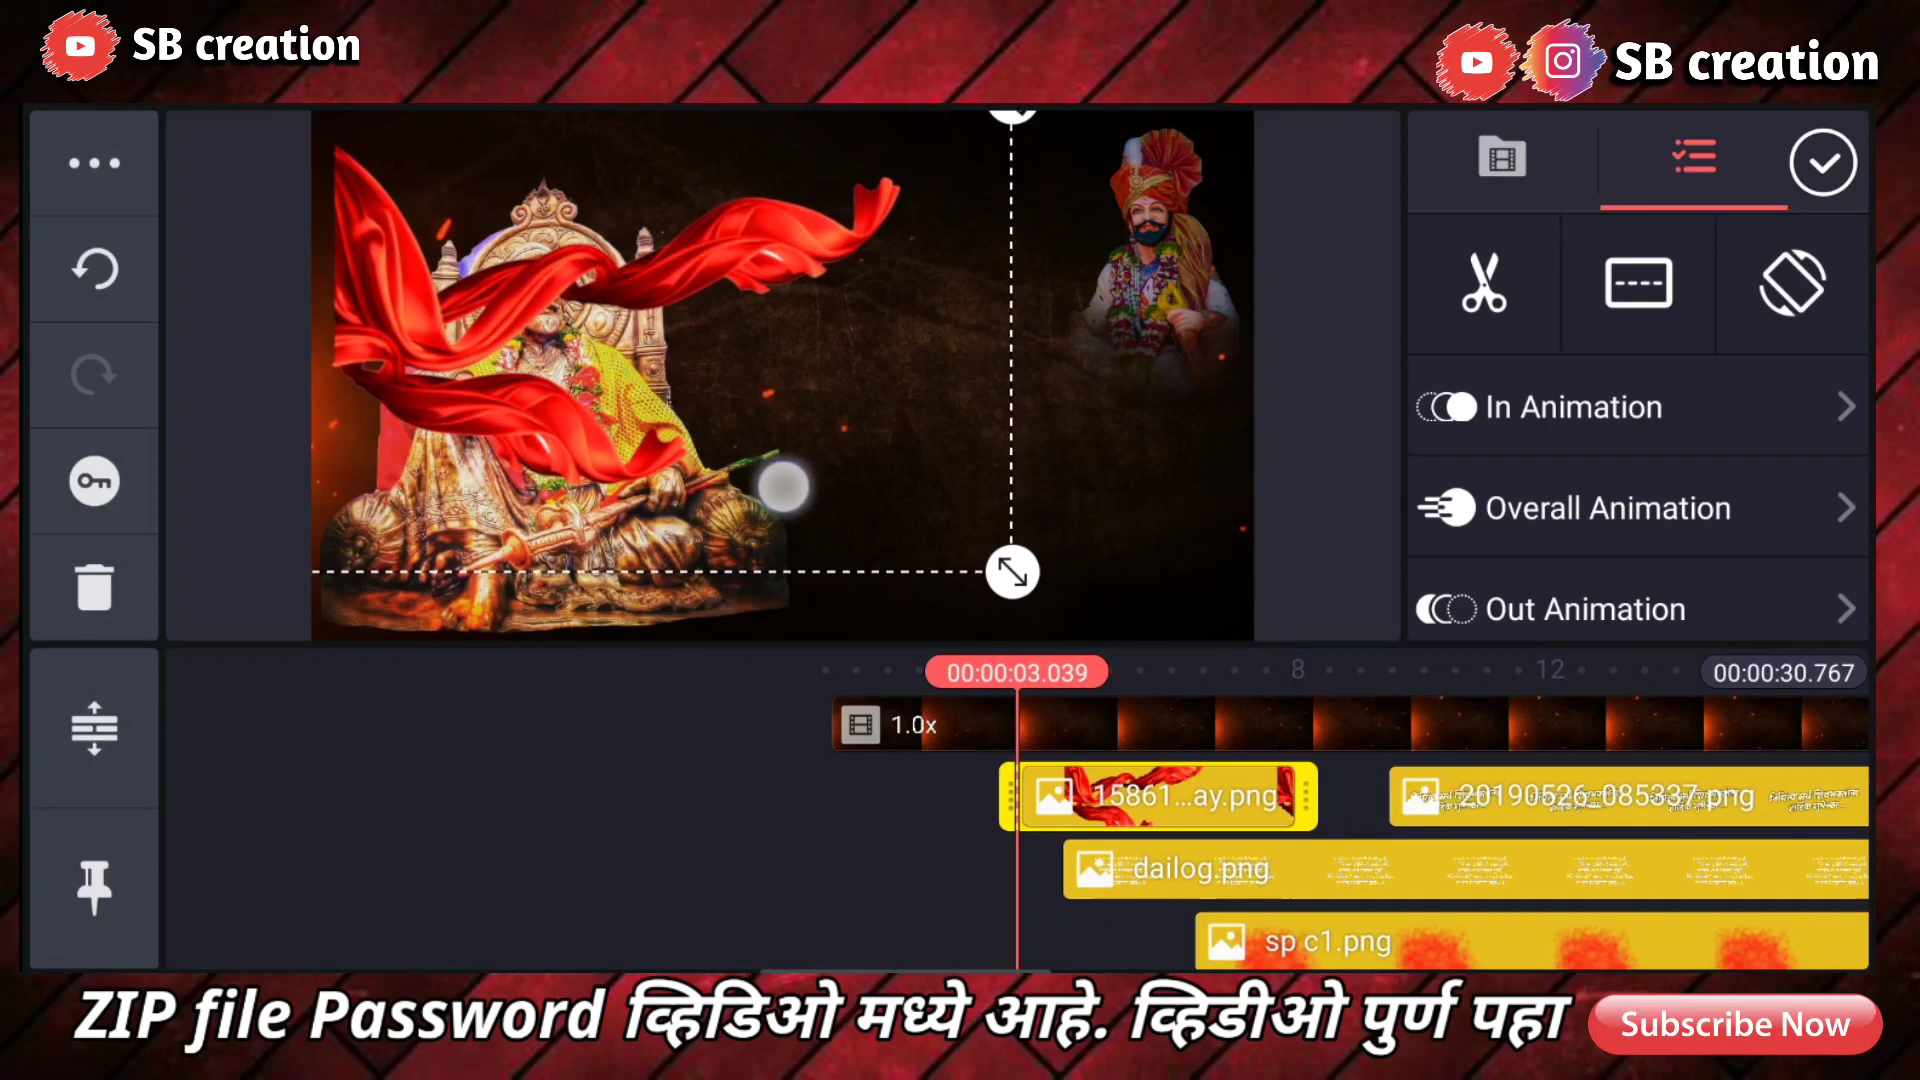 SB creation
SB creation
In Animation
Overall Animation
Out Animation
00:00:03.039
8
12
00:00:30.767
1.0x
15861...ay.png
20190526_085337.png
dailog.png
sp c1.png
ZIP file Password व्हिडिओ मध्ये आहे. व्हिडीओ पुर्ण पहा
Subscribe Now